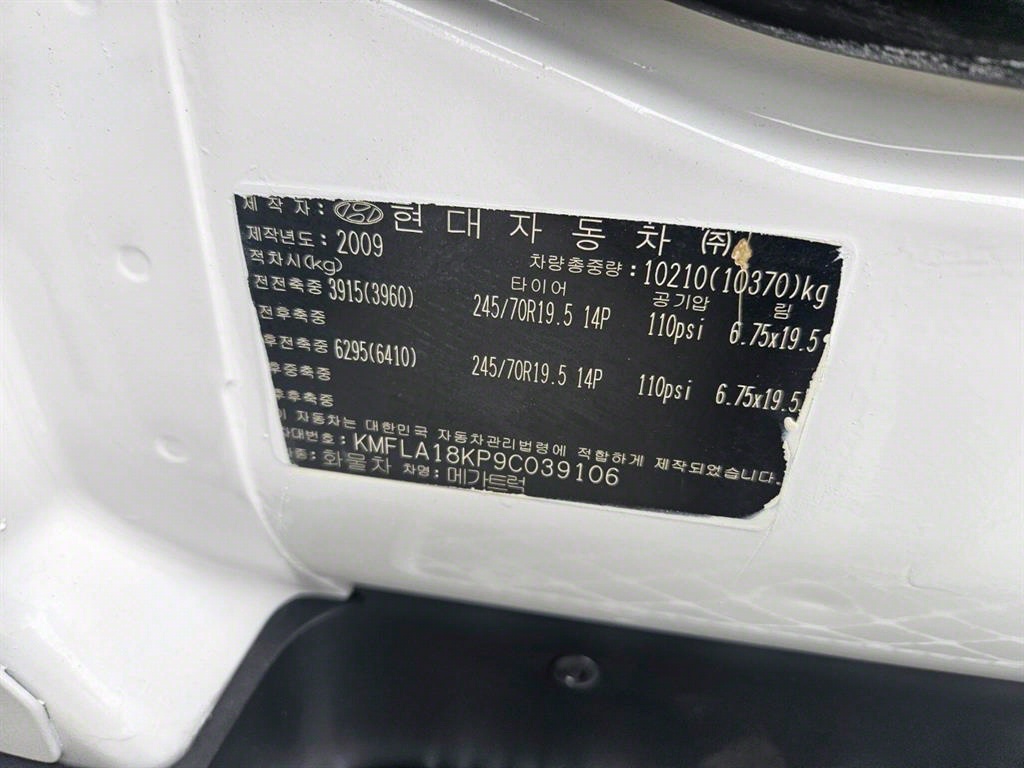 제 작 자 : 현 대 자 동 차 ㈜
제작년도 : 2009 차량총중량 : 10210(10370)kg
적차시(kg) 타이어 공기압 림
전전축중 3915(3960) 245/70R19.5 14P 110psi 6.75x19.5
전후축중
후전축중 6295(6410) 245/70R19.5 14P 110psi 6.75x19.5
후중축중
후후축중
이 자동차는 대한민국 자동차관리법령에 적합하게 제작되었습니다.
차대번호 : KMFLA18KP9C039106
차종: 화물차 차명: 메가트럭